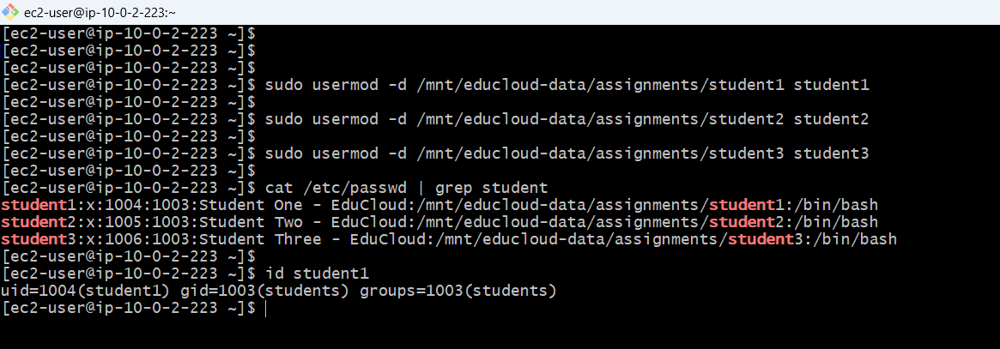 ec2-user@ip-10-0-2-223:~
[ec2-user@ip-10-0-2-223 ~]$
[ec2-user@ip-10-0-2-223 ~]$
[ec2-user@ip-10-0-2-223 ~]$
[ec2-user@ip-10-0-2-223 ~]$ sudo usermod -d /mnt/educloud-data/assignments/student1 student1
[ec2-user@ip-10-0-2-223 ~]$
[ec2-user@ip-10-0-2-223 ~]$ sudo usermod -d /mnt/educloud-data/assignments/student2 student2
[ec2-user@ip-10-0-2-223 ~]$
[ec2-user@ip-10-0-2-223 ~]$ sudo usermod -d /mnt/educloud-data/assignments/student3 student3
[ec2-user@ip-10-0-2-223 ~]$
[ec2-user@ip-10-0-2-223 ~]$ cat /etc/passwd | grep student
student1:x:1004:1003:Student One - EduCloud:/mnt/educloud-data/assignments/student1:/bin/bash
student2:x:1005:1003:Student Two - EduCloud:/mnt/educloud-data/assignments/student2:/bin/bash
student3:x:1006:1003:Student Three - EduCloud:/mnt/educloud-data/assignments/student3:/bin/bash
[ec2-user@ip-10-0-2-223 ~]$
[ec2-user@ip-10-0-2-223 ~]$ id student1
uid=1004(student1) gid=1003(students) groups=1003(students)
[ec2-user@ip-10-0-2-223 ~]$